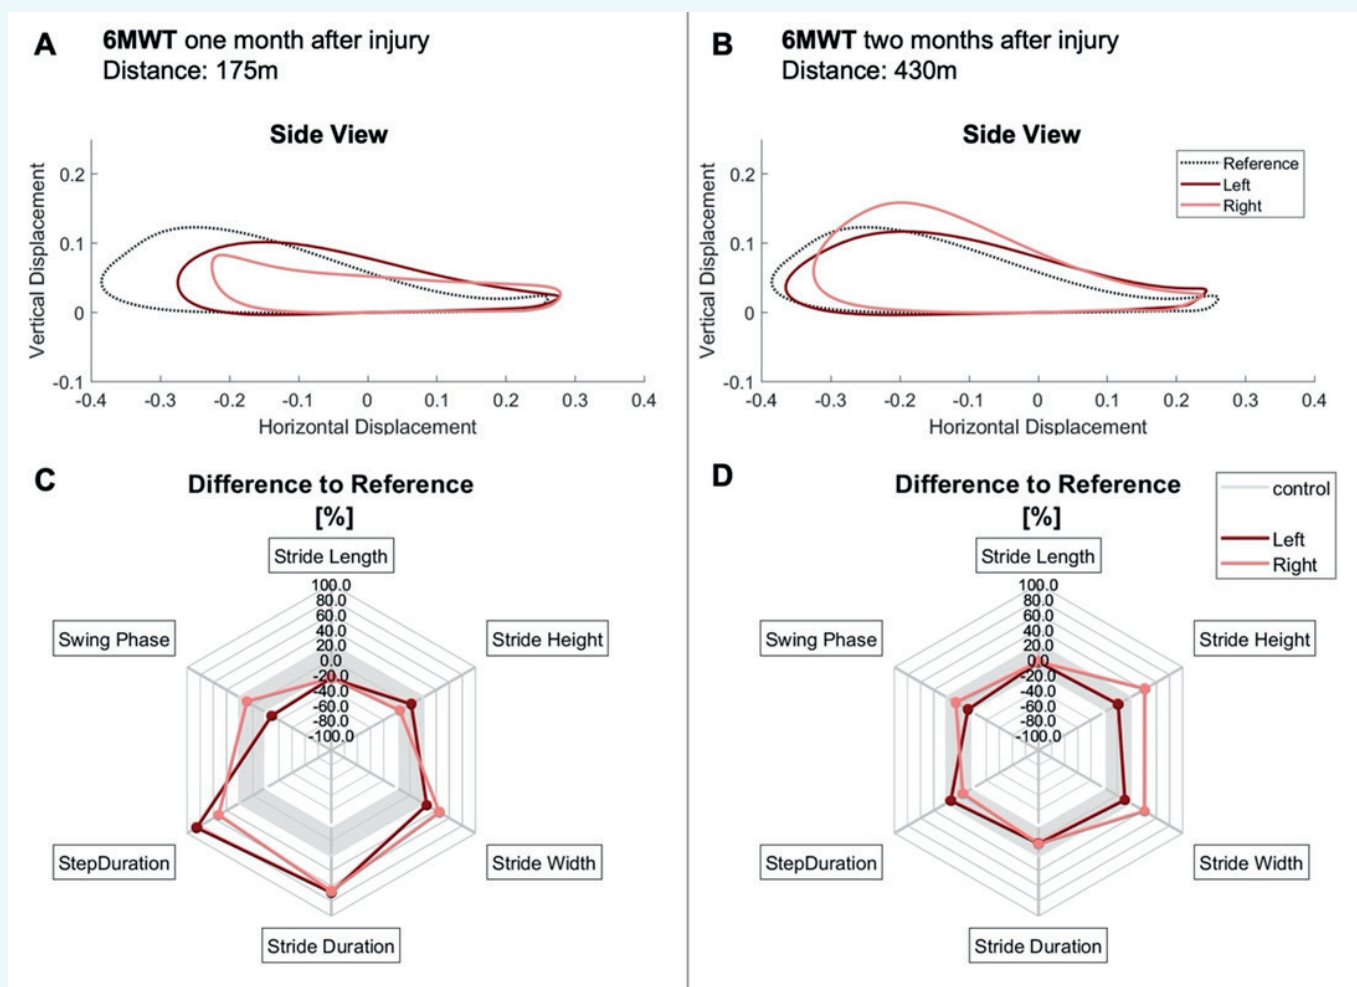 A
6MWT one month after injury
Distance: 175m
Side View
Vertical Displacement
0.2
0.1
0
-0.1
-0.4 -0.3 -0.2 -0.1 0 0.1 0.2 0.3 0.4
Horizontal Displacement
B
6MWT two months after injury
Distance: 430m
Side View
Reference
Left
Right
Vertical Displacement
0.2
0.1
0
-0.1
-0.4 -0.3 -0.2 -0.1 0 0.1 0.2 0.3 0.4
Horizontal Displacement
C
Difference to Reference
[%]
Stride Length
100.0
80.0
60.0
40.0
20.0
0.0
-20.0
-40.0
-60.0
-80.0
-100.0
Swing Phase
Stride Height
StepDuration
Stride Width
Stride Duration
D
Difference to Reference
[%]
control
Left
Right
Stride Length
100.0
80.0
60.0
40.0
20.0
0.0
-20.0
-40.0
-60.0
-80.0
-100.0
Swing Phase
Stride Height
StepDuration
Stride Width
Stride Duration